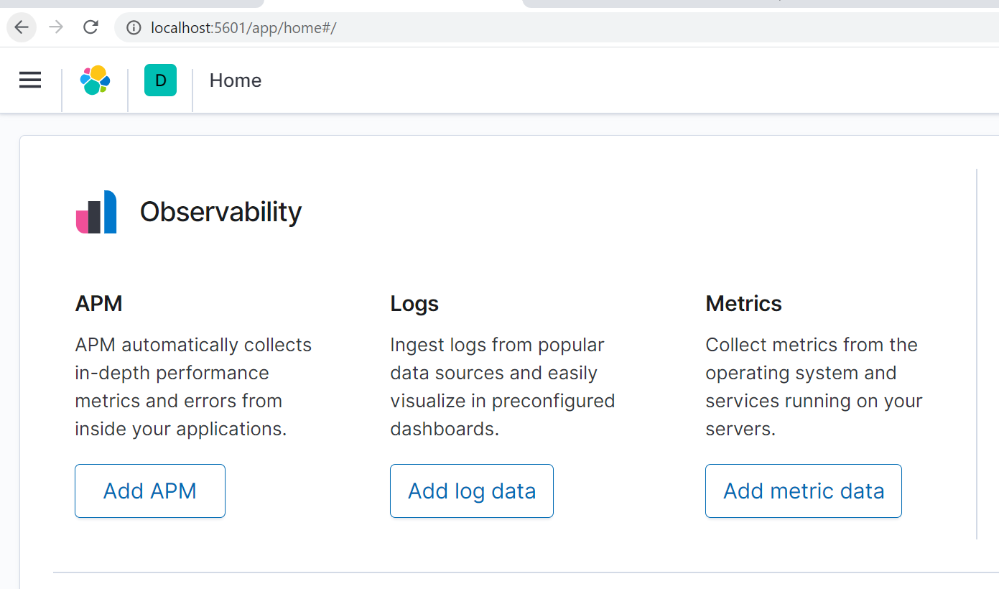 localhost:5601/app/home#/
D
Home
Observability
APM
APM automatically collects
in-depth performance
metrics and errors from
inside your applications.
Add APM
Logs
Ingest logs from popular
data sources and easily
visualize in preconfigured
dashboards.
Add log data
Metrics
Collect metrics from the
operating system and
services running on your
servers.
Add metric data